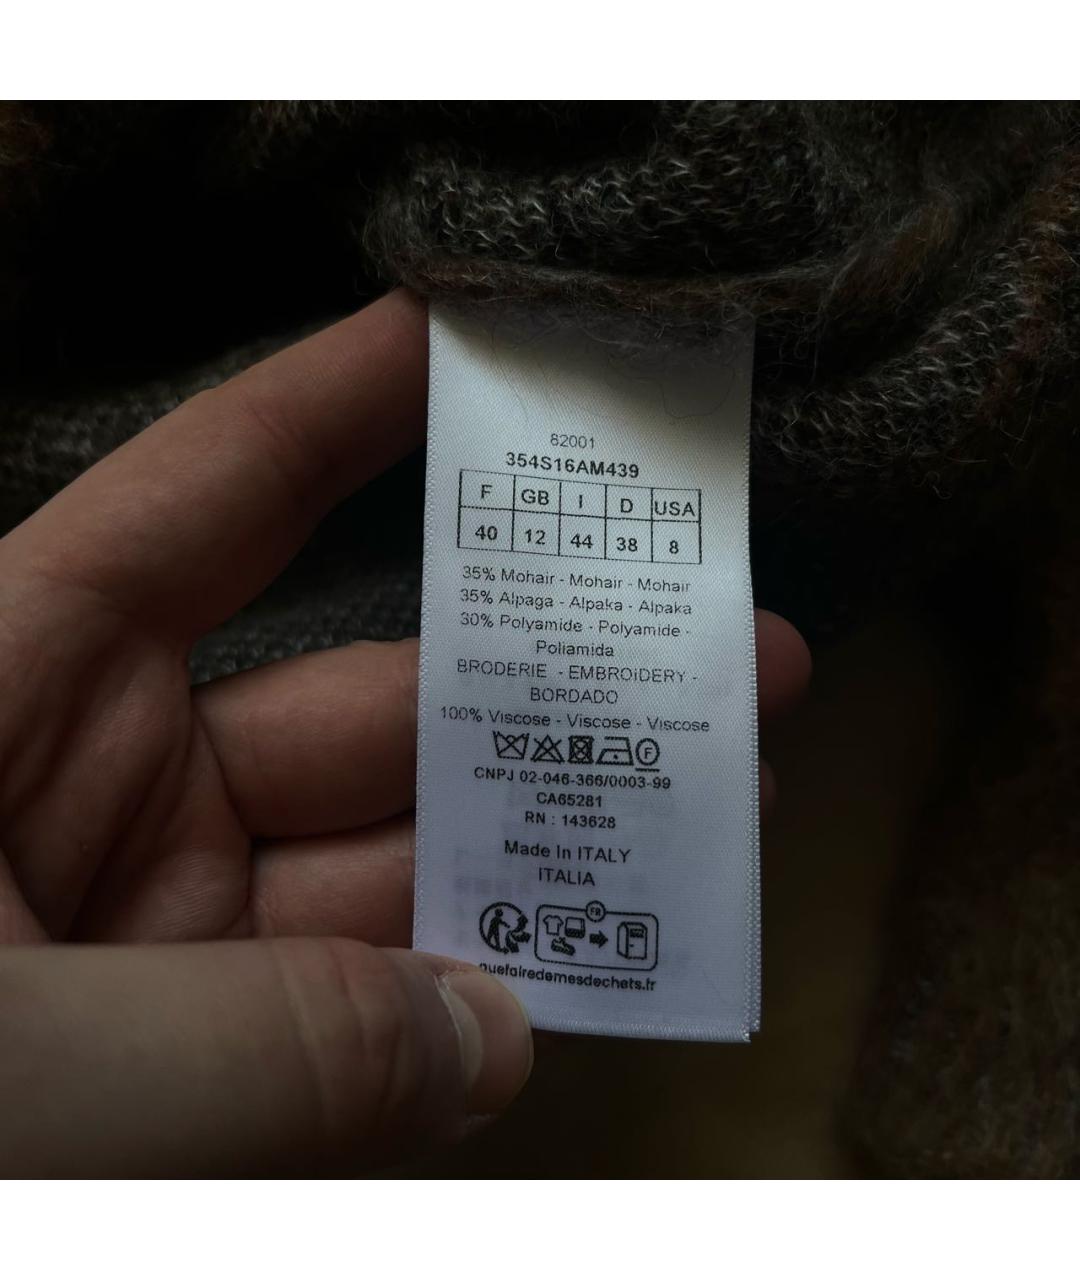 82001
354S16AM439
F GB I D USA
40 12 44 38 8
35% Mohair - Mohair - Mohair
35% Alpaga - Alpaka - Alpaka
30% Polyamide - Polyamide -
Poliamida
BRODERIE - EMBROiDERY -
BORDADO
100% Viscose - Viscose - Viscose
F
CNPJ 02-046-366/0003-99
CA65281
RN : 143628
Made In ITALY
ITALIA
FR
quefairedemesdechets.fr